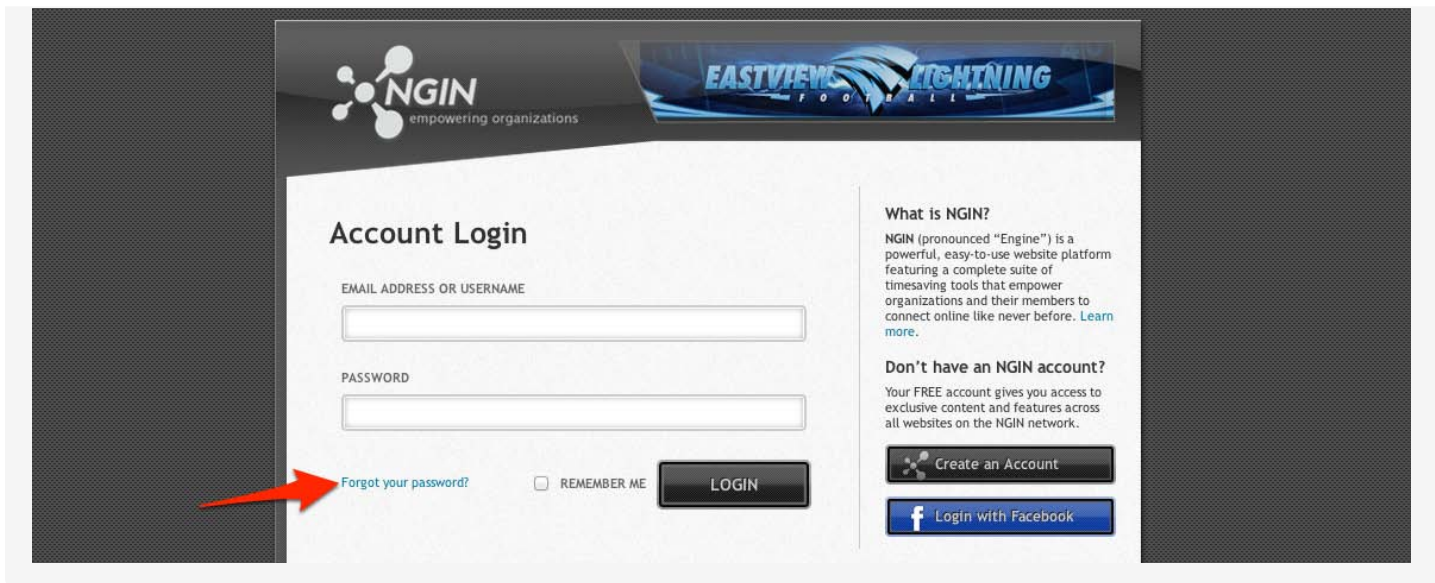 NGIN
empowering organizations
EASTVIEW LIGHTNING
FOOTBALL
Account Login
EMAIL ADDRESS OR USERNAME
PASSWORD
Forgot your password?
REMEMBER ME
LOGIN
What is NGIN?
NGIN (pronounced “Engine”) is a
powerful, easy-to-use website platform
featuring a complete suite of
timesaving tools that empower
organizations and their members to
connect online like never before. Learn
more.
Don’t have an NGIN account?
Your FREE account gives you access to
exclusive content and features across
all websites on the NGIN network.
Create an Account
f Login with Facebook